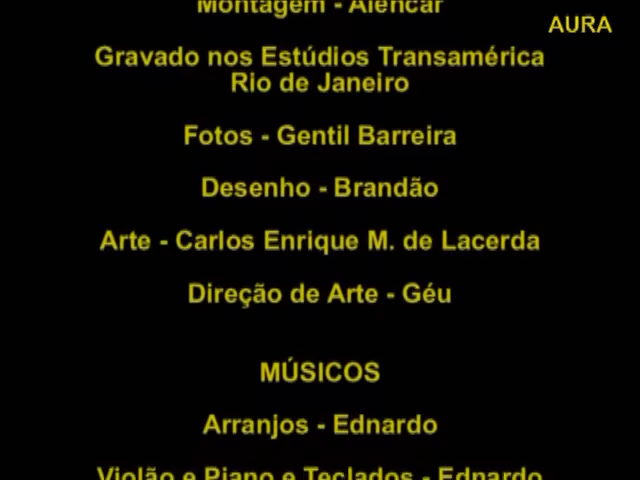 Montagem - Alencar
AURA
Gravado nos Estúdios Transamérica
Rio de Janeiro
Fotos - Gentil Barreira
Desenho - Brandão
Arte - Carlos Enrique M. de Lacerda
Direção de Arte - Géu
MÚSICOS
Arranjos - Ednardo
Violão e Piano e Teclados - Ednardo